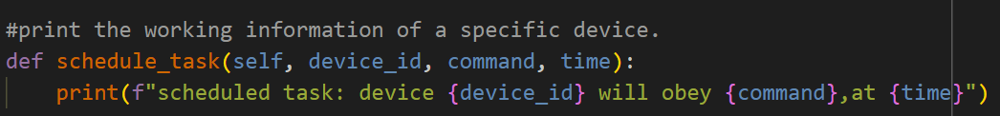 #print the working information of a specific device.
def schedule_task(self, device_id, command, time):
    print(f"scheduled task: device {device_id} will obey {command},at {time}")